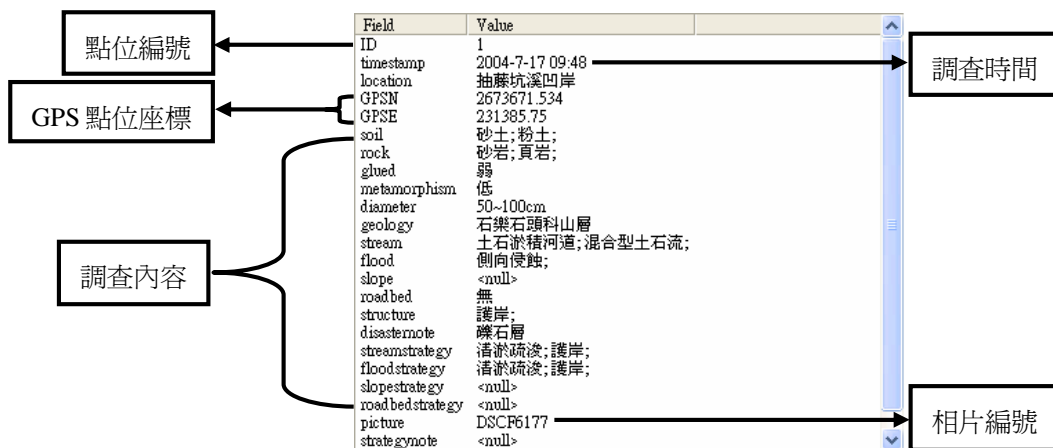 Field Value
ID 1
timestamp 2004-7-17 09:48
location 抽藤坑溪凹岸
GPSN 2673671.534
GPSE 231385.75
soil 砂土;粉土;
rock 砂岩;頁岩;
glued 弱
metamorphism 低
diameter 50~100cm
geology 石樂石頭科山層
stream 土石淤積河道;混合型土石流;
flood 側向侵蝕;
slope <null>
roadbed 無
structure 護岸;
disasternote 礫石層
streamstrategy 清淤疏浚;護岸;
floodstrategy 清淤疏浚;護岸;
slopestrategy <null>
roadbedstrategy <null>
picture DSCF6177
strategynote <null>
點位編號
GPS 點位座標
調查內容
調查時間
相片編號